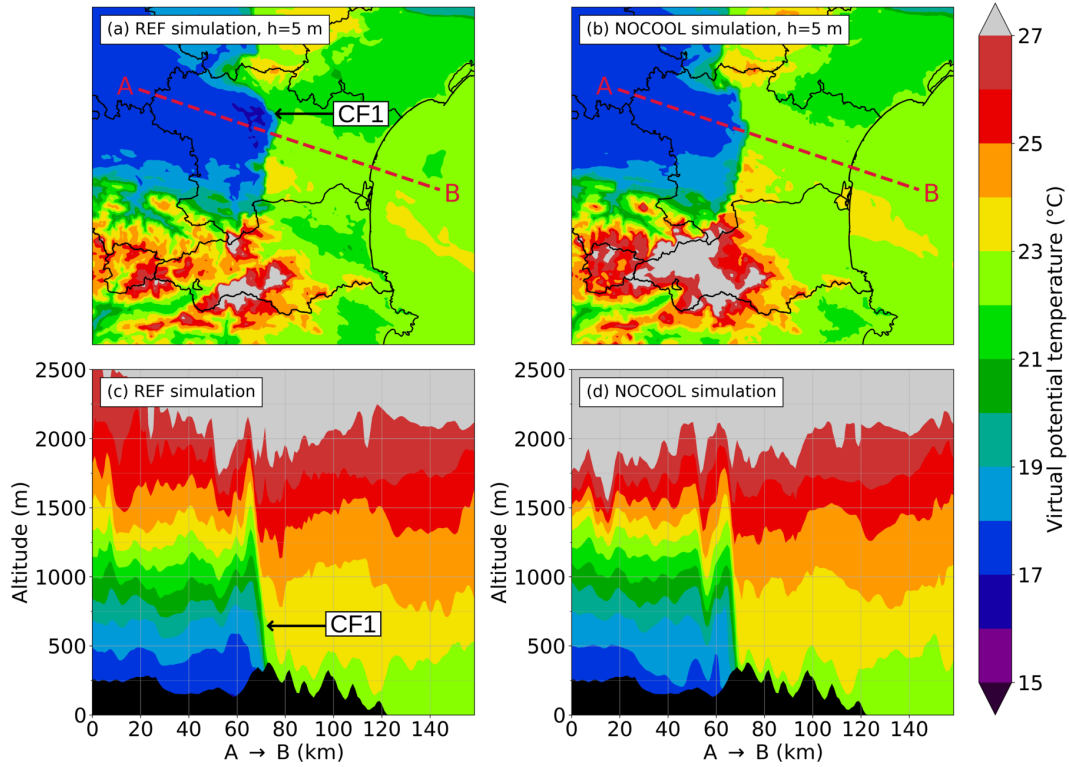 (a) REF simulation, h=5 m
(b) NOCOOL simulation, h=5 m
A
CF1
B
A
B
(c) REF simulation
(d) NOCOOL simulation
CF1
2500
2000
1500
1000
500
0
Altitude (m)
0 20 40 60 80 100 120 140
A → B (km)
2500
2000
1500
1000
500
0
Altitude (m)
0 20 40 60 80 100 120 140
A → B (km)
27
25
23
21
19
17
15
Virtual potential temperature (°C)